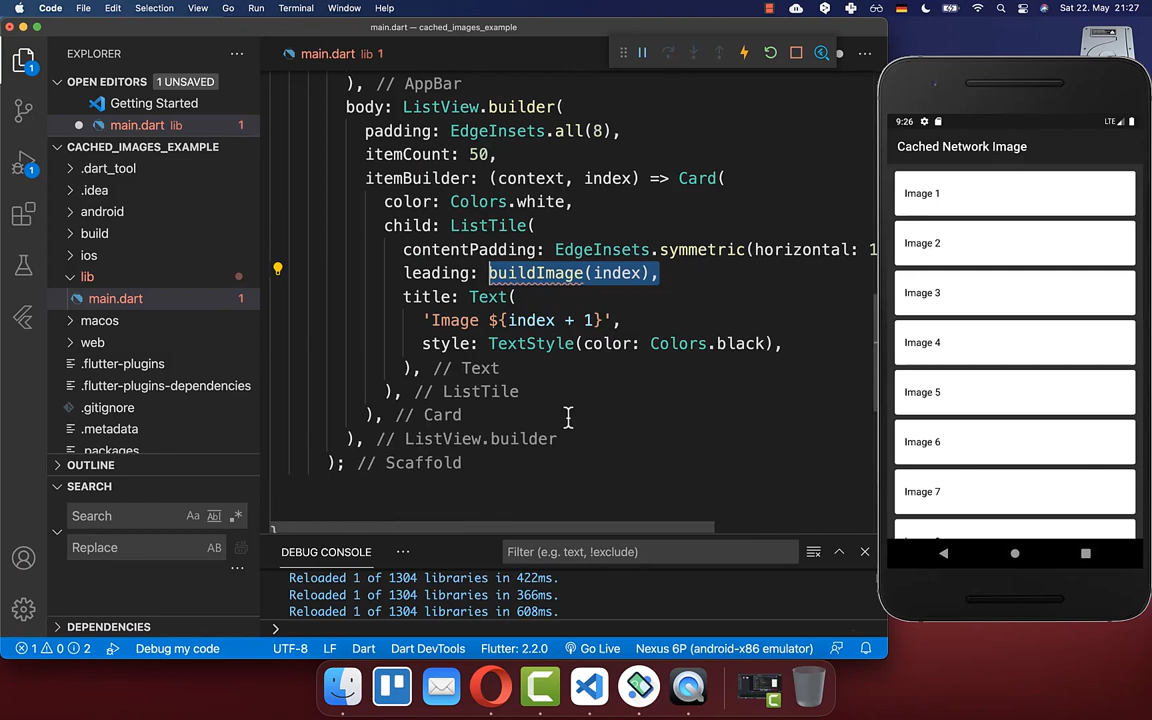 Code File Edit Selection View Go Run Terminal Window Help Sat 22. May 21:27
main.dart — cached_images_example
EXPLORER
OPEN EDITORS 1 UNSAVED
Getting Started
main.dart lib 1
CACHED_IMAGES_EXAMPLE
.dart_tool
.idea
android
build
ios
lib
main.dart 1
macos
web
.flutter-plugins
.flutter-plugins-dependencies
.gitignore
.metadata
.packages
OUTLINE
SEARCH
Search Aa Abl .*
Replace AB
DEPENDENCIES
main.dart lib 1
), // AppBar
body: ListView.builder(
padding: EdgeInsets.all(8),
itemCount: 50,
itemBuilder: (context, index) => Card(
color: Colors.white,
child: ListTile(
contentPadding: EdgeInsets.symmetric(horizontal: 1
leading: buildImage(index),
title: Text(
'Image ${index + 1}',
style: TextStyle(color: Colors.black),
), // Text
), // ListTile
), // Card
), // ListView.builder
); // Scaffold
DEBUG CONSOLE
Filter (e.g. text, !exclude)
Reloaded 1 of 1304 libraries in 422ms.
Reloaded 1 of 1304 libraries in 366ms.
Reloaded 1 of 1304 libraries in 608ms.
1 0 2 Debug my code UTF-8 LF Dart Dart DevTools Flutter: 2.2.0 Go Live Nexus 6P (android-x86 emulator)
9:26 LTE
Cached Network Image
Image 1
Image 2
Image 3
Image 4
Image 5
Image 6
Image 7